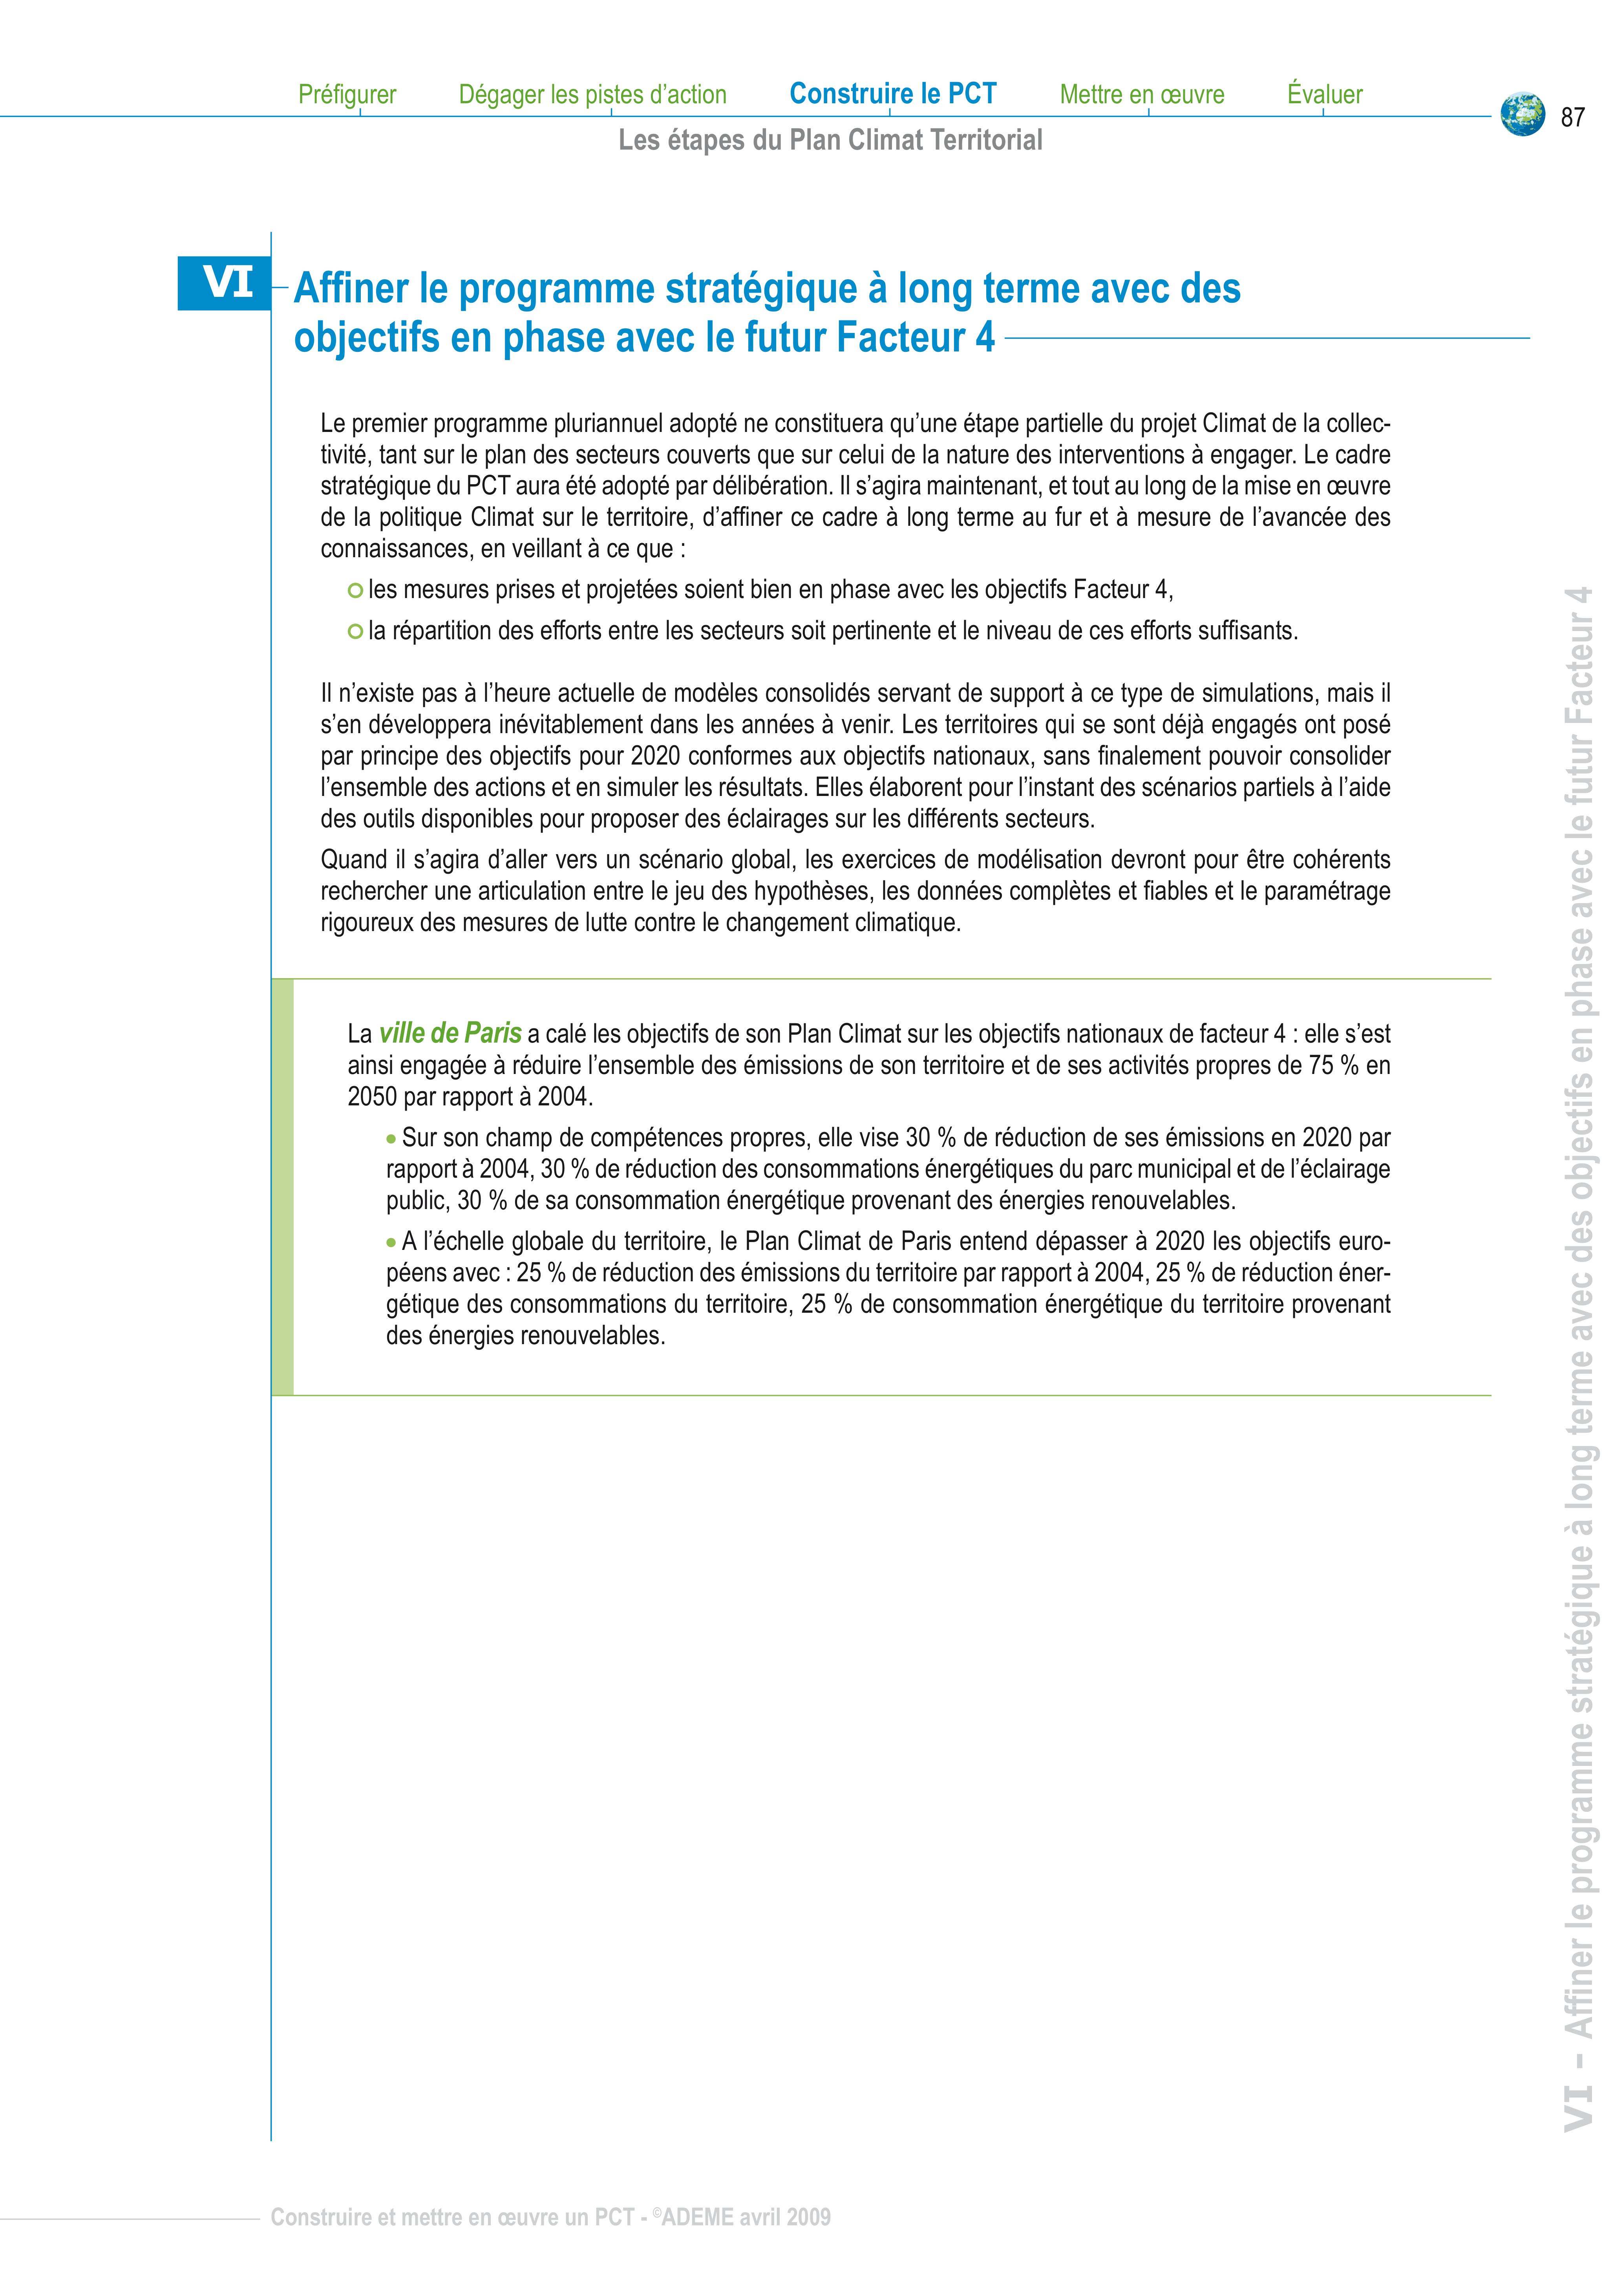 Préfigurer Dégager les pistes d’action Construire le PCT Mettre en œuvre Évaluer
87
Les étapes du Plan Climat Territorial
VI
Affiner le programme stratégique à long terme avec des
objectifs en phase avec le futur Facteur 4
Le premier programme pluriannuel adopté ne constituera qu’une étape partielle du projet Climat de la collec-
tivité, tant sur le plan des secteurs couverts que sur celui de la nature des interventions à engager. Le cadre
stratégique du PCT aura été adopté par délibération. Il s’agira maintenant, et tout au long de la mise en œuvre
de la politique Climat sur le territoire, d’affiner ce cadre à long terme au fur et à mesure de l’avancée des
connaissances, en veillant à ce que :
les mesures prises et projetées soient bien en phase avec les objectifs Facteur 4,
la répartition des efforts entre les secteurs soit pertinente et le niveau de ces efforts suffisants.
Il n’existe pas à l’heure actuelle de modèles consolidés servant de support à ce type de simulations, mais il
s’en développera inévitablement dans les années à venir. Les territoires qui se sont déjà engagés ont posé
par principe des objectifs pour 2020 conformes aux objectifs nationaux, sans finalement pouvoir consolider
l’ensemble des actions et en simuler les résultats. Elles élaborent pour l’instant des scénarios partiels à l’aide
des outils disponibles pour proposer des éclairages sur les différents secteurs.
Quand il s’agira d’aller vers un scénario global, les exercices de modélisation devront pour être cohérents
rechercher une articulation entre le jeu des hypothèses, les données complètes et fiables et le paramétrage
rigoureux des mesures de lutte contre le changement climatique.
La ville de Paris a calé les objectifs de son Plan Climat sur les objectifs nationaux de facteur 4 : elle s’est
ainsi engagée à réduire l’ensemble des émissions de son territoire et de ses activités propres de 75 % en
2050 par rapport à 2004.
• Sur son champ de compétences propres, elle vise 30 % de réduction de ses émissions en 2020 par
rapport à 2004, 30 % de réduction des consommations énergétiques du parc municipal et de l’éclairage
public, 30 % de sa consommation énergétique provenant des énergies renouvelables.
• A l’échelle globale du territoire, le Plan Climat de Paris entend dépasser à 2020 les objectifs euro-
péens avec : 25 % de réduction des émissions du territoire par rapport à 2004, 25 % de réduction éner-
gétique des consommations du territoire, 25 % de consommation énergétique du territoire provenant
des énergies renouvelables.
VI - Affiner le programme stratégique à long terme avec des objectifs en phase avec le futur Facteur 4
Construire et mettre en œuvre un PCT - ©ADEME avril 2009